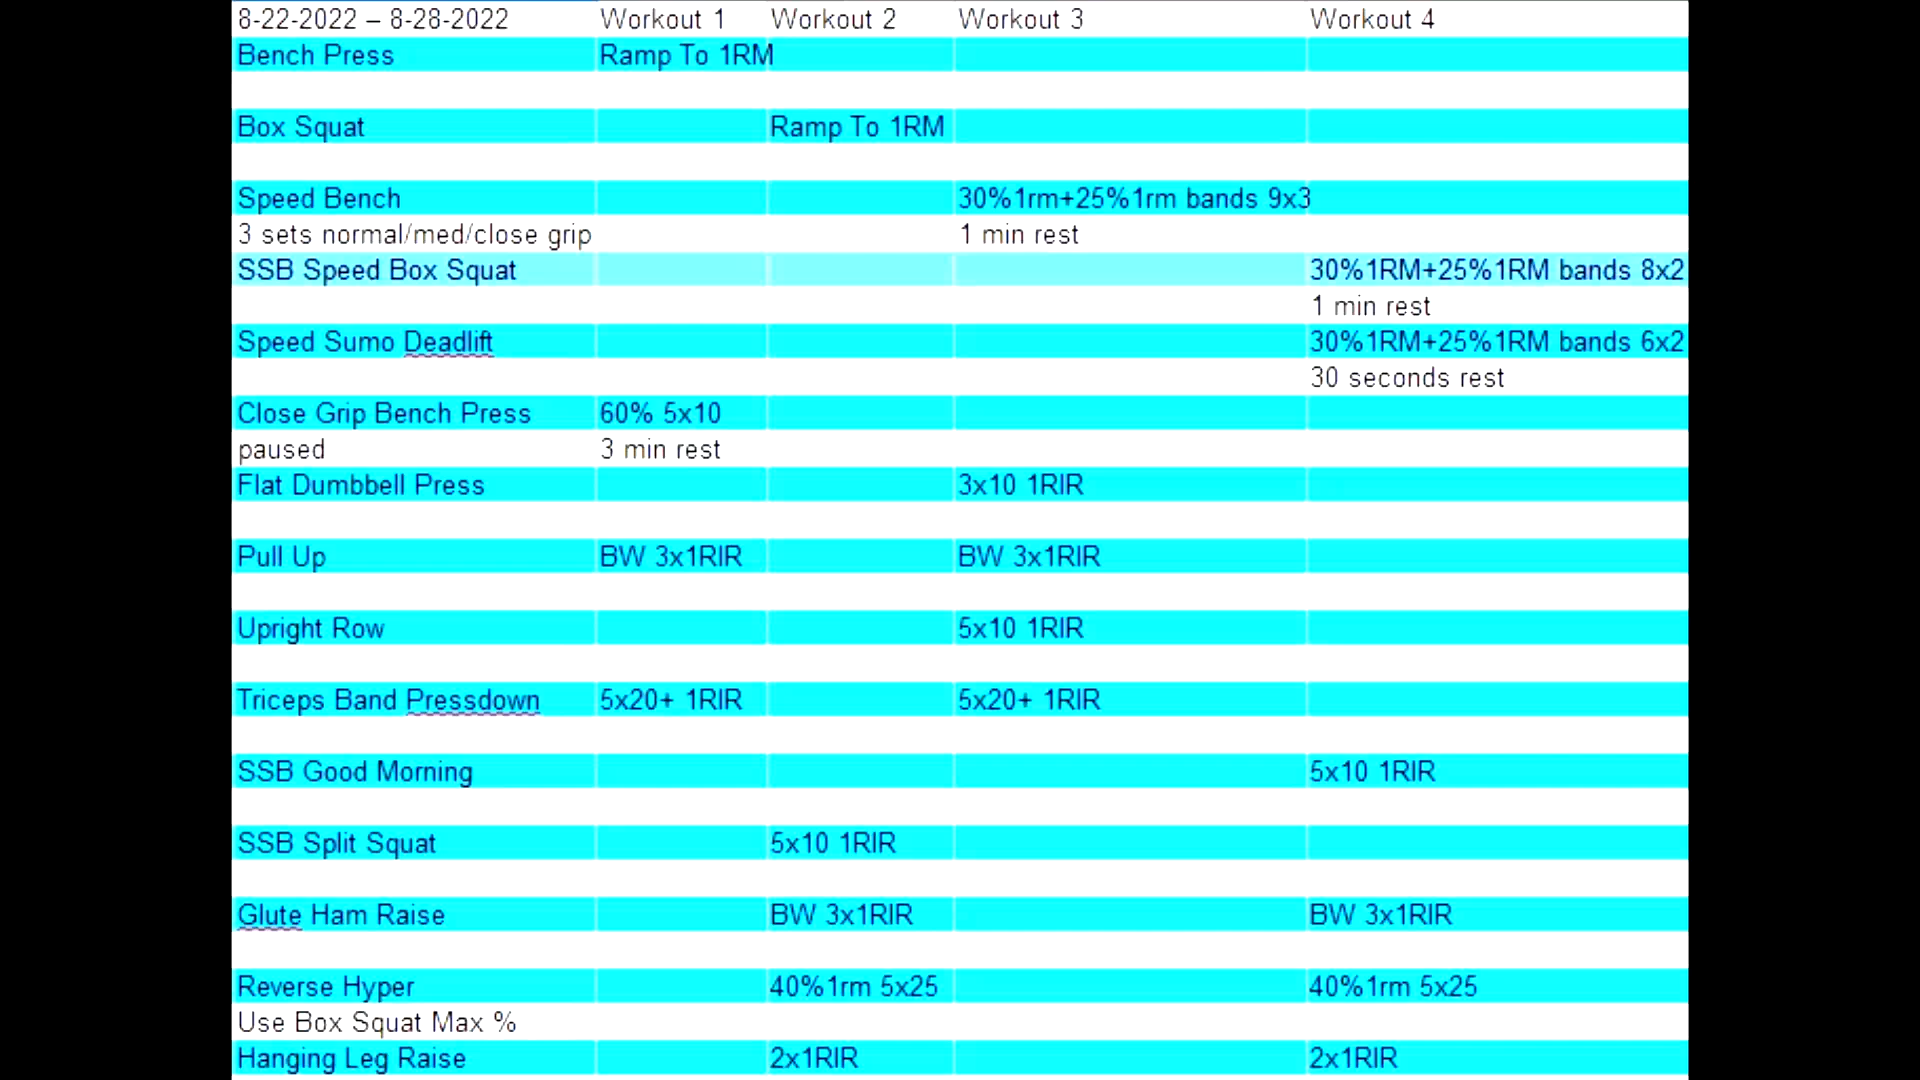 8-22-2022 – 8-28-2022 Workout 1 Workout 2 Workout 3 Workout 4
Bench Press Ramp To 1RM
Box Squat Ramp To 1RM
Speed Bench 30%1rm+25%1rm bands 9x3
3 sets normal/med/close grip 1 min rest
SSB Speed Box Squat 30%1RM+25%1RM bands 8x2
1 min rest
Speed Sumo Deadlift 30%1RM+25%1RM bands 6x2
30 seconds rest
Close Grip Bench Press 60% 5x10
paused 3 min rest
Flat Dumbbell Press 3x10 1RIR
Pull Up BW 3x1RIR BW 3x1RIR
Upright Row 5x10 1RIR
Triceps Band Pressdown 5x20+ 1RIR 5x20+ 1RIR
SSB Good Morning 5x10 1RIR
SSB Split Squat 5x10 1RIR
Glute Ham Raise BW 3x1RIR BW 3x1RIR
Reverse Hyper 40%1rm 5x25 40%1rm 5x25
Use Box Squat Max %
Hanging Leg Raise 2x1RIR 2x1RIR